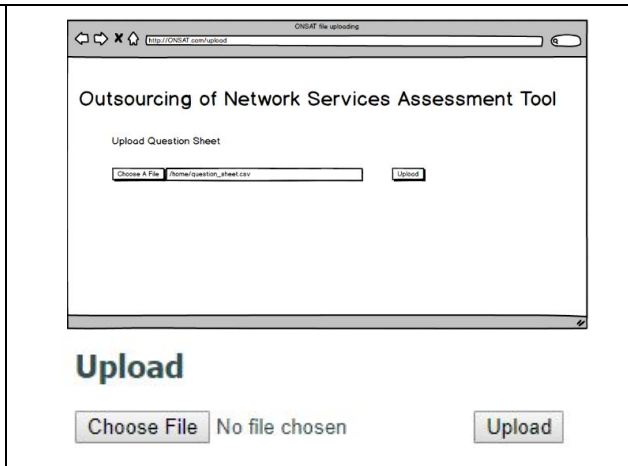 ONSAT file uploading
http://ONSAT.com/upload
Outsourcing of Network Services Assessment Tool
Upload Question Sheet
Choose A File /home/question_sheet.csv Upload
Upload
Choose File No file chosen Upload